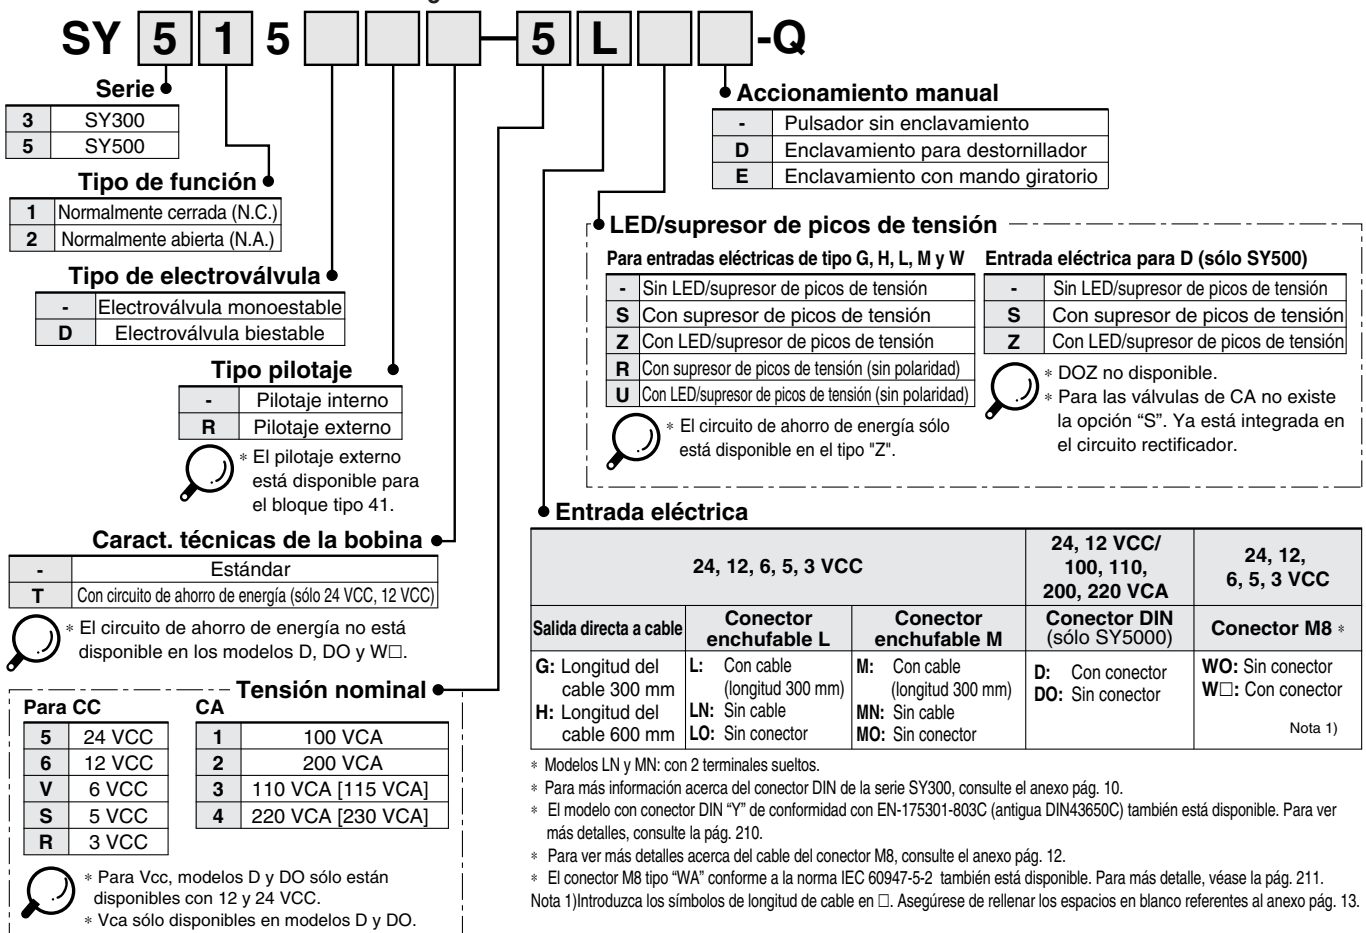 SY 5 1 5 - 5 L -Q
Serie
3 SY300
5 SY500
Tipo de función
1 Normalmente cerrada (N.C.)
2 Normalmente abierta (N.A.)
Tipo de electroválvula
- Electroválvula monoestable
D Electroválvula biestable
Tipo pilotaje
- Pilotaje interno
R Pilotaje externo
* El pilotaje externo
está disponible para
el bloque tipo 41.
Caract. técnicas de la bobina
- Estándar
T Con circuito de ahorro de energía (sólo 24 VCC, 12 VCC)
* El circuito de ahorro de energía no está
disponible en los modelos D, DO y W□.
Tensión nominal
Para CC
5 24 VCC
6 12 VCC
V 6 VCC
S 5 VCC
R 3 VCC
CA
1 100 VCA
2 200 VCA
3 110 VCA [115 VCA]
4 220 VCA [230 VCA]
* Para Vcc, modelos D y DO sólo están
disponibles con 12 y 24 VCC.
* Vca sólo disponibles en modelos D y DO.
Accionamiento manual
- Pulsador sin enclavamiento
D Enclavamiento para destornillador
E Enclavamiento con mando giratorio
LED/supresor de picos de tensión
Para entradas eléctricas de tipo G, H, L, M y W
- Sin LED/supresor de picos de tensión
S Con supresor de picos de tensión
Z Con LED/supresor de picos de tensión
R Con supresor de picos de tensión (sin polaridad)
U Con LED/supresor de picos de tensión (sin polaridad)
* El circuito de ahorro de energía sólo
está disponible en el tipo "Z".
Entrada eléctrica para D (sólo SY500)
- Sin LED/supresor de picos de tensión
S Con supresor de picos de tensión
Z Con LED/supresor de picos de tensión
* DOZ no disponible.
* Para las válvulas de CA no existe
la opción “S”. Ya está integrada en
el circuito rectificador.
Entrada eléctrica
24, 12, 6, 5, 3 VCC
24, 12 VCC/
100, 110,
200, 220 VCA
24, 12,
6, 5, 3 VCC
Salida directa a cable
Conector
enchufable L
Conector
enchufable M
Conector DIN
(sólo SY5000)
Conector M8 *
G: Longitud del
cable 300 mm
H: Longitud del
cable 600 mm
L: Con cable
(longitud 300 mm)
LN: Sin cable
LO: Sin conector
M: Con cable
(longitud 300 mm)
MN: Sin cable
MO: Sin conector
D: Con conector
DO: Sin conector
WO: Sin conector
W□: Con conector
Nota 1)
* Modelos LN y MN: con 2 terminales sueltos.
* Para más información acerca del conector DIN de la serie SY300, consulte el anexo pág. 10.
* El modelo con conector DIN “Y” de conformidad con EN-175301-803C (antigua DIN43650C) también está disponible. Para ver
más detalles, consulte la pág. 210.
* Para ver más detalles acerca del cable del conector M8, consulte el anexo pág. 12.
* El conector M8 tipo “WA” conforme a la norma IEC 60947-5-2 también está disponible. Para más detalle, véase la pág. 211.
Nota 1)Introduzca los símbolos de longitud de cable en □. Asegúrese de rellenar los espacios en blanco referentes al anexo pág. 13.